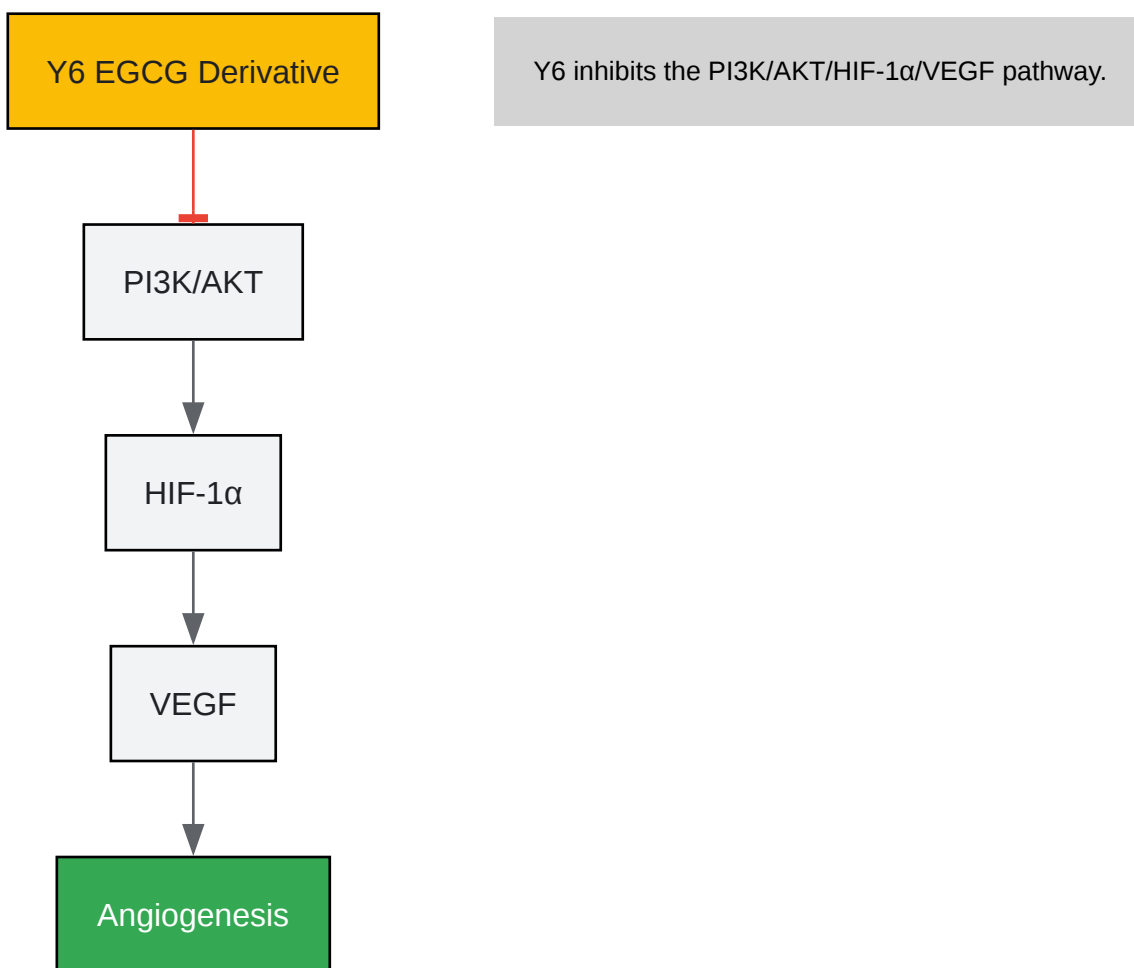 Y6 EGCG Derivative
Y6 inhibits the PI3K/AKT/HIF-1α/VEGF pathway.
PI3K/AKT
HIF-1α
VEGF
Angiogenesis